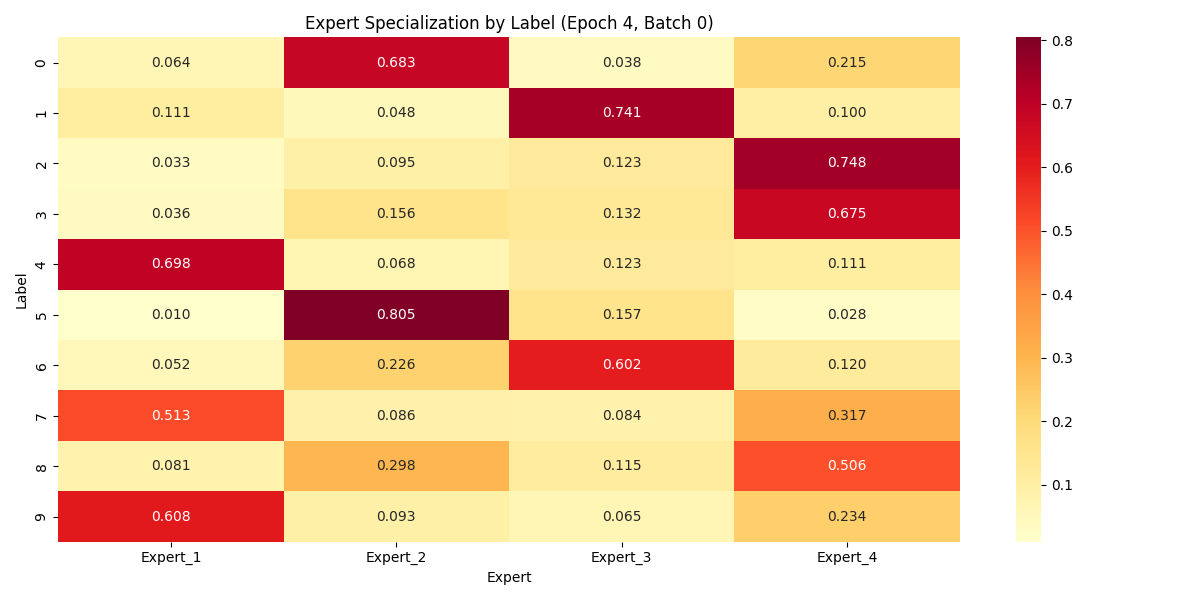 Expert Specialization by Label (Epoch 4, Batch 0)
Label
0 0.064 0.683 0.038 0.215
1 0.111 0.048 0.741 0.100
2 0.033 0.095 0.123 0.748
3 0.036 0.156 0.132 0.675
4 0.698 0.068 0.123 0.111
5 0.010 0.805 0.157 0.028
6 0.052 0.226 0.602 0.120
7 0.513 0.086 0.084 0.317
8 0.081 0.298 0.115 0.506
9 0.608 0.093 0.065 0.234
Expert_1 Expert_2 Expert_3 Expert_4
Expert
0.8
0.7
0.6
0.5
0.4
0.3
0.2
0.1